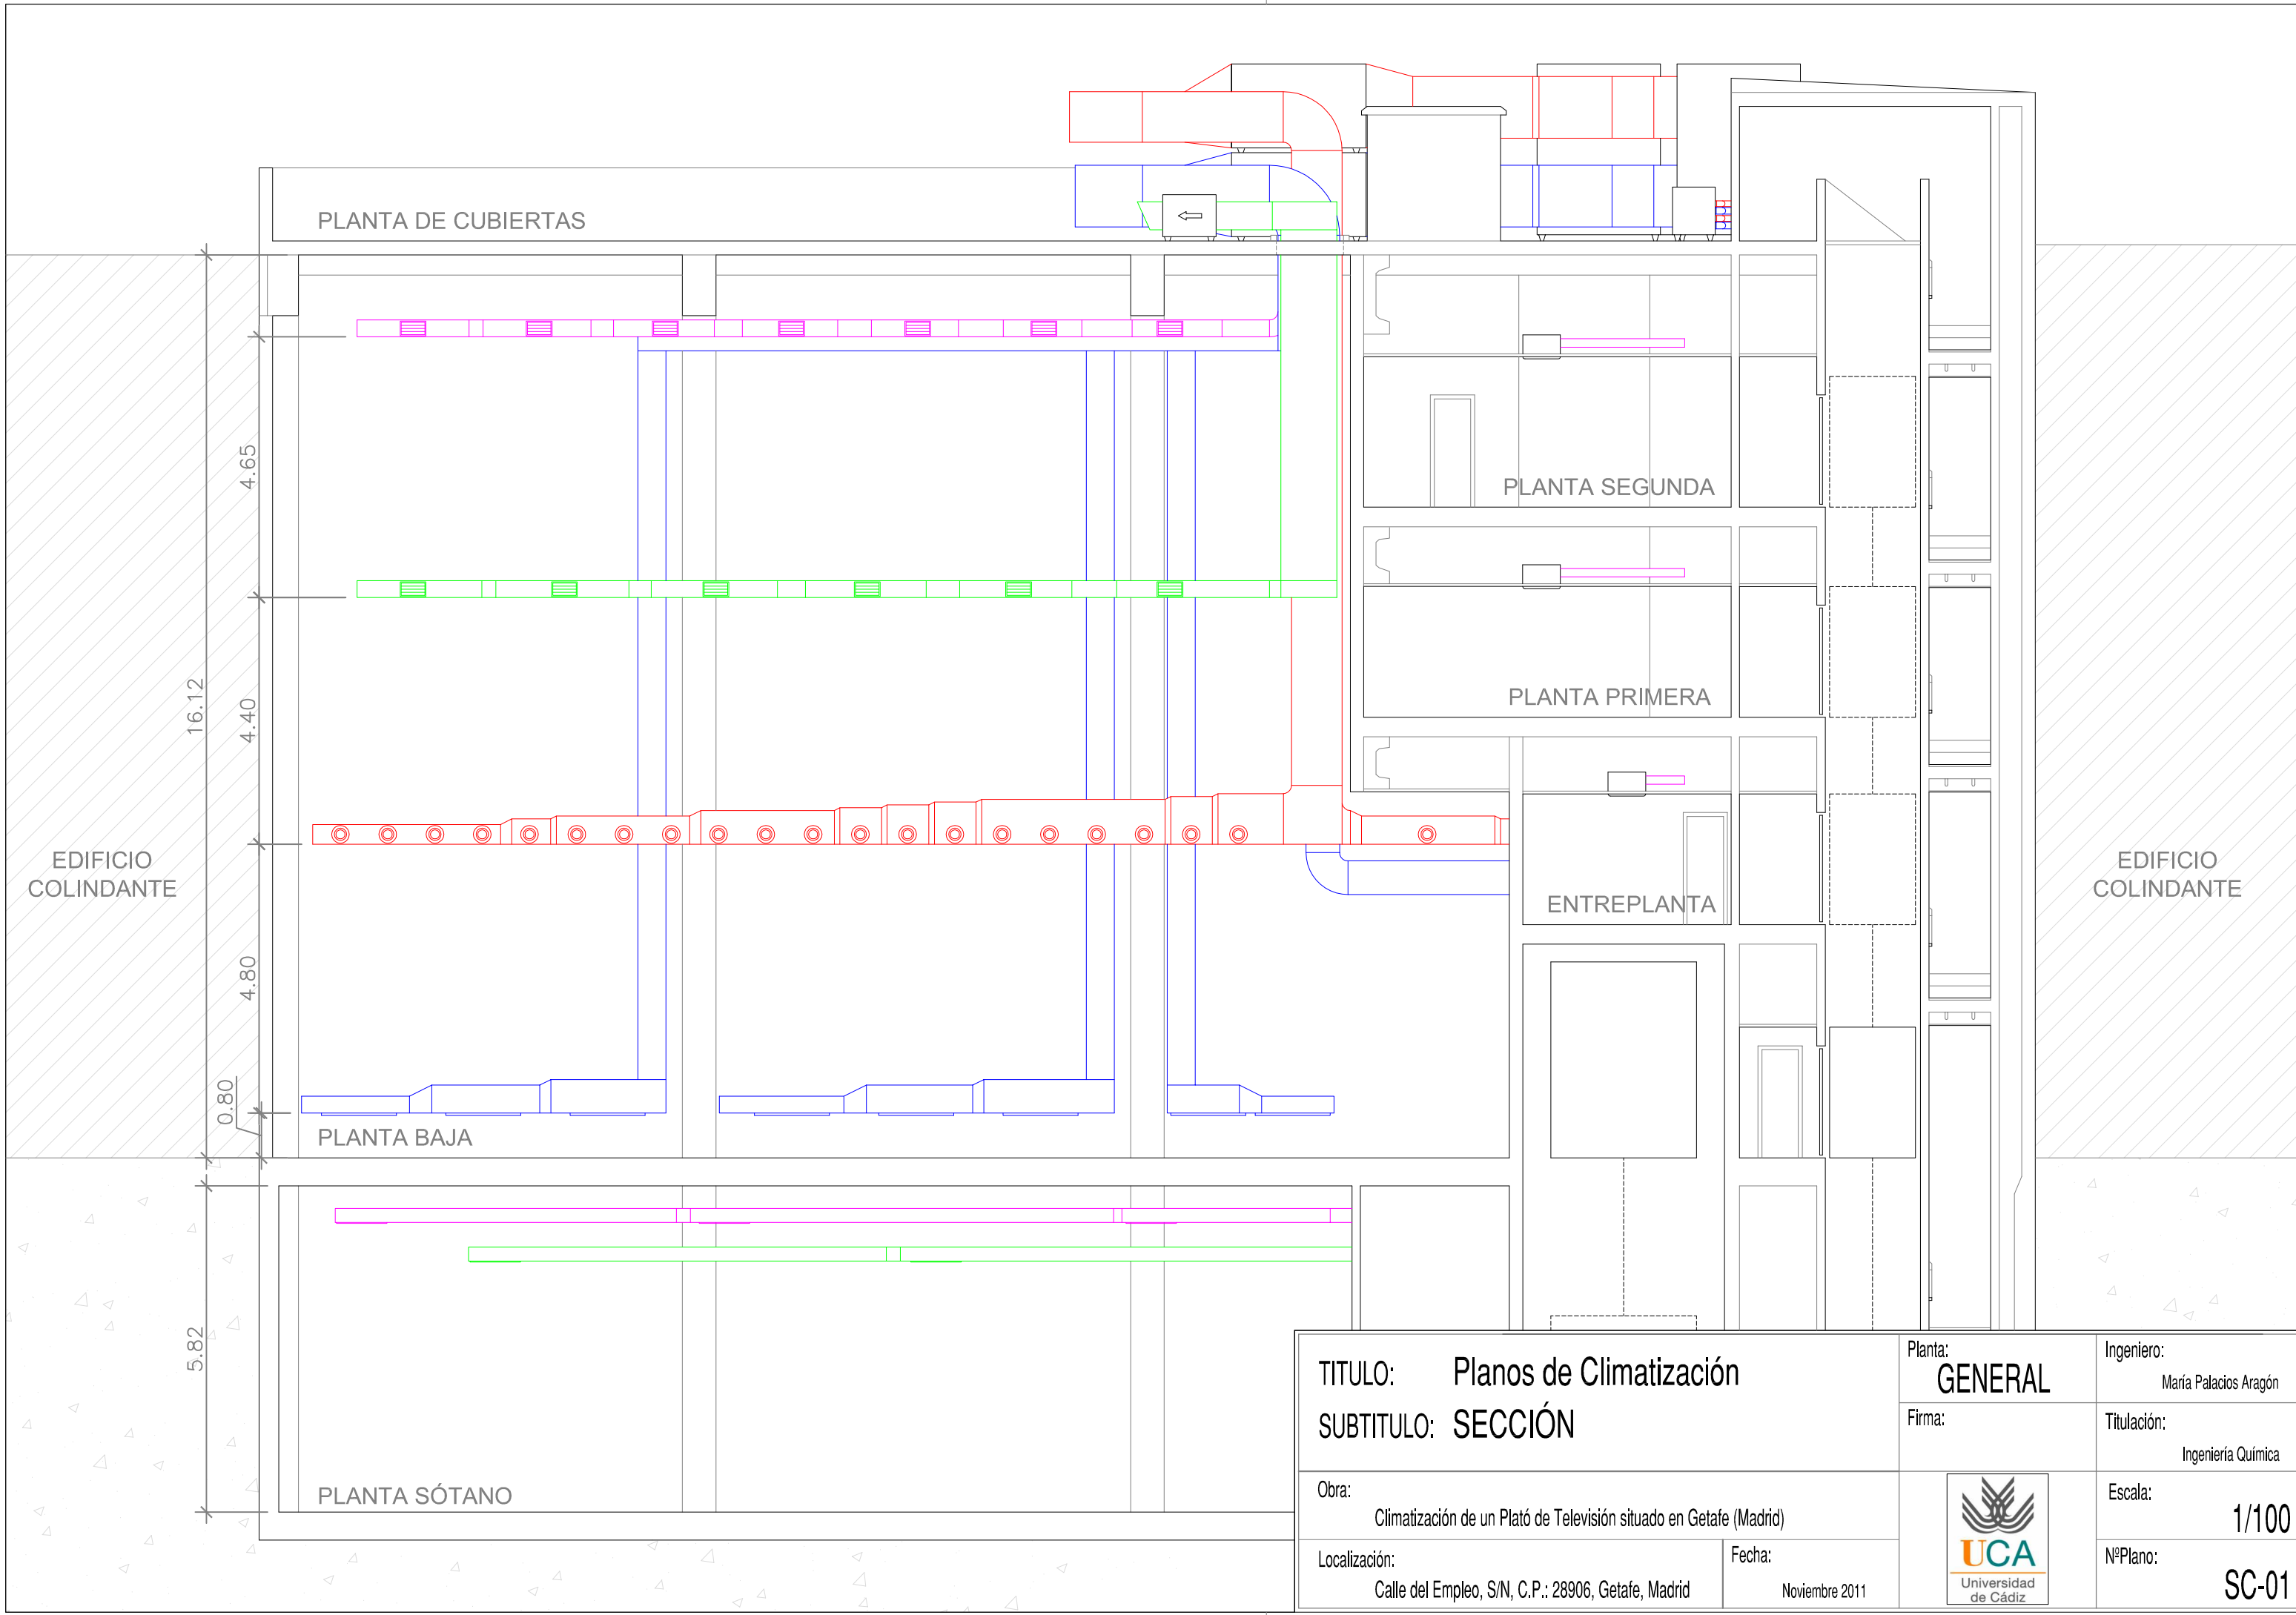 PLANTA DE CUBIERTAS
4.65
PLANTA SEGUNDA
16.12
4.40
PLANTA PRIMERA
EDIFICIO
COLINDANTE
EDIFICIO
COLINDANTE
ENTREPLANTA
4.80
0.80
PLANTA BAJA
5.82
PLANTA SÓTANO
TITULO: Planos de Climatización
SUBTITULO: SECCIÓN
Planta:
GENERAL
Ingeniero:
María Palacios Aragón
Firma:
Titulación:
Ingeniería Química
Obra:
Climatización de un Plató de Televisión situado en Getafe (Madrid)
Escala:
1/100
Localización:
Calle del Empleo, S/N, C.P.: 28906, Getafe, Madrid
Fecha:
Noviembre 2011
UCA
Universidad
de Cádiz
NºPlano:
SC-01